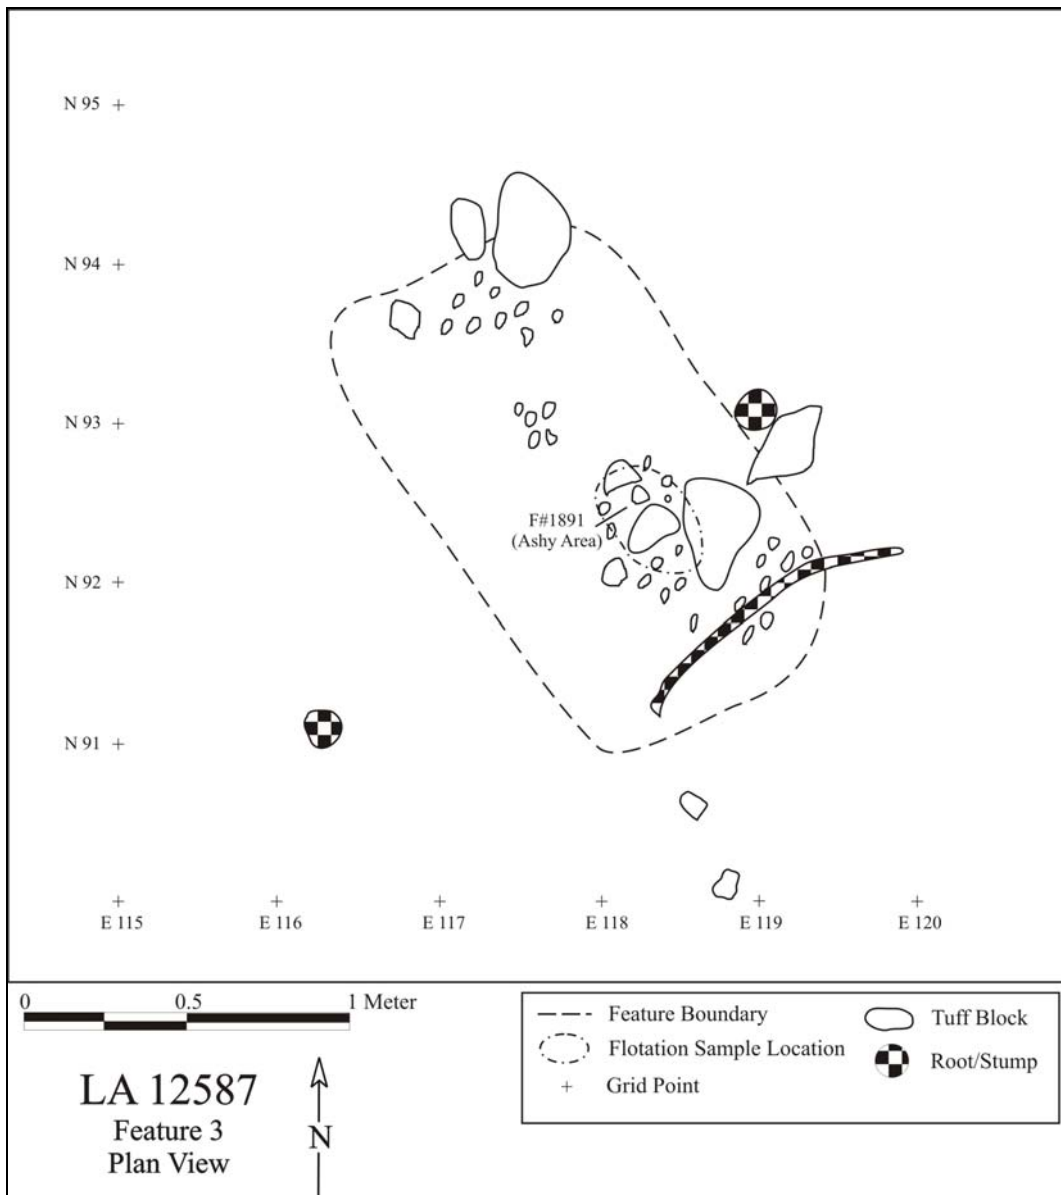 N 95
N 94
N 93
F#1891
(Ashy Area)
N 92
N 91
E 115
E 116
E 117
E 118
E 119
E 120
0
0.5
1 Meter
LA 12587
Feature 3
Plan View
N
Feature Boundary
Flotation Sample Location
Grid Point
Tuff Block
Root/Stump